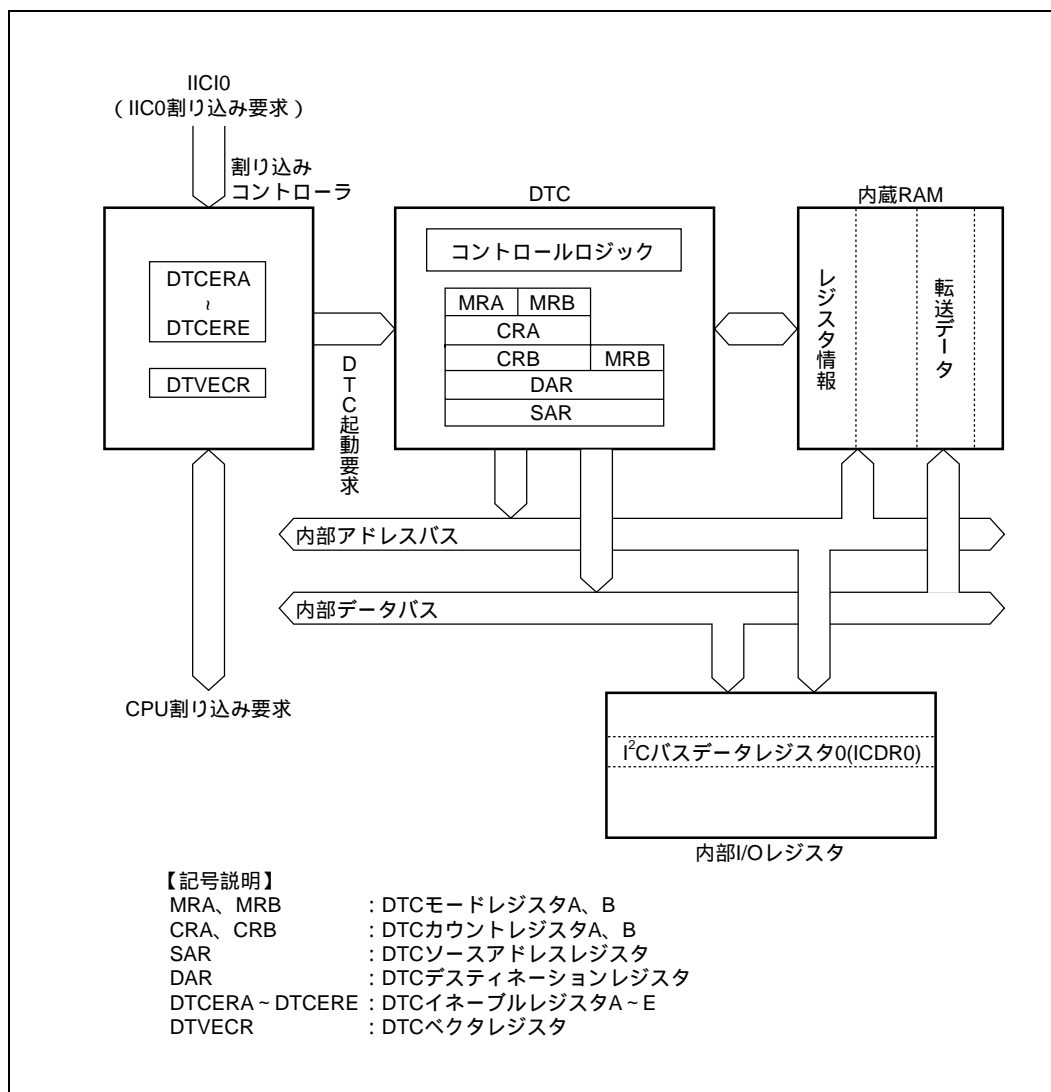 IICI0
(IIC0割り込み要求)
割り込み
コントローラ
DTCERA
~
DTCERE
DTVECR
DTC起動要求
CPU割り込み要求
DTC
コントロールロジック
MRA MRB
CRA
CRB MRB
DAR
SAR
内蔵RAM
レジスタ情報
転送データ
内部アドレスバス
内部データバス
I²Cバスデータレジスタ0(ICDR0)
内部I/Oレジスタ
【記号説明】
MRA、MRB :DTCモードレジスタA、B
CRA、CRB :DTCカウントレジスタA、B
SAR :DTCソースアドレスレジスタ
DAR :DTCデスティネーションレジスタ
DTCERA~DTCERE :DTCイネーブルレジスタA~E
DTVECR :DTCベクタレジスタ